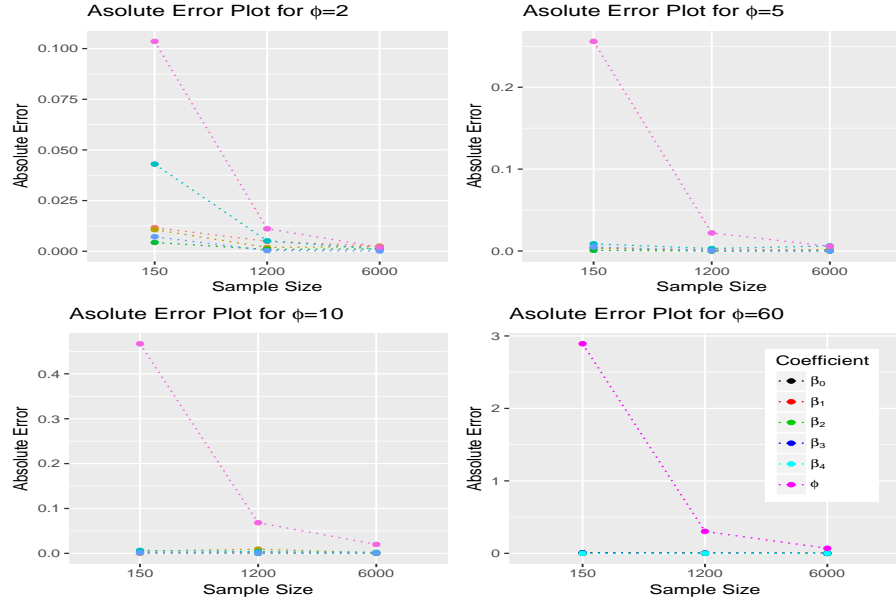 Asolute Error Plot for ϕ=2
0.100
0.075
0.050
0.025
0.000
Absolute Error
150
1200
6000
Sample Size
Asolute Error Plot for ϕ=5
0.2
0.1
0.0
Absolute Error
150
1200
6000
Sample Size
Asolute Error Plot for ϕ=10
0.4
0.3
0.2
0.1
0.0
Absolute Error
150
1200
6000
Sample Size
Asolute Error Plot for ϕ=60
3
2
1
0
Absolute Error
150
1200
6000
Sample Size
Coefficient
β₀
β₁
β₂
β₃
β₄
ϕ